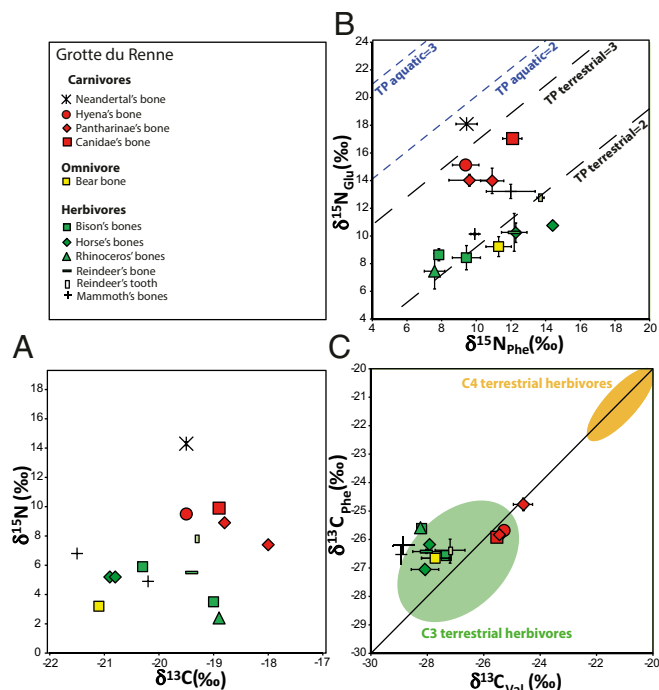 Grotte du Renne
Carnivores
Neandertal's bone
Hyena's bone
Pantharinae's bone
Canidae's bone
Omnivore
Bear bone
Herbivores
Bison's bones
Horse's bones
Rhinoceros' bones
Reindeer's bone
Reindeer's tooth
Mammoth's bones
B
24
22
20
18
16
14
12
10
8
6
4
δ15NGlu(‰)
TP aquatic=3
TP aquatic=2
TP terrestrial=3
TP terrestrial=2
4 6 8 10 12 14 16 18 20
δ15NPhe(‰)
A
18
16
14
12
10
8
6
4
2
0
δ15N(‰)
-22 -21 -20 -19 -18 -17
δ13C(‰)
C
-20
-21
-22
-23
-24
-25
-26
-27
-28
-29
-30
δ13CPhe(‰)
C4 terrestrial herbivores
C3 terrestrial herbivores
-30 -28 -26 -24 -22 -20
δ13CVal(‰)